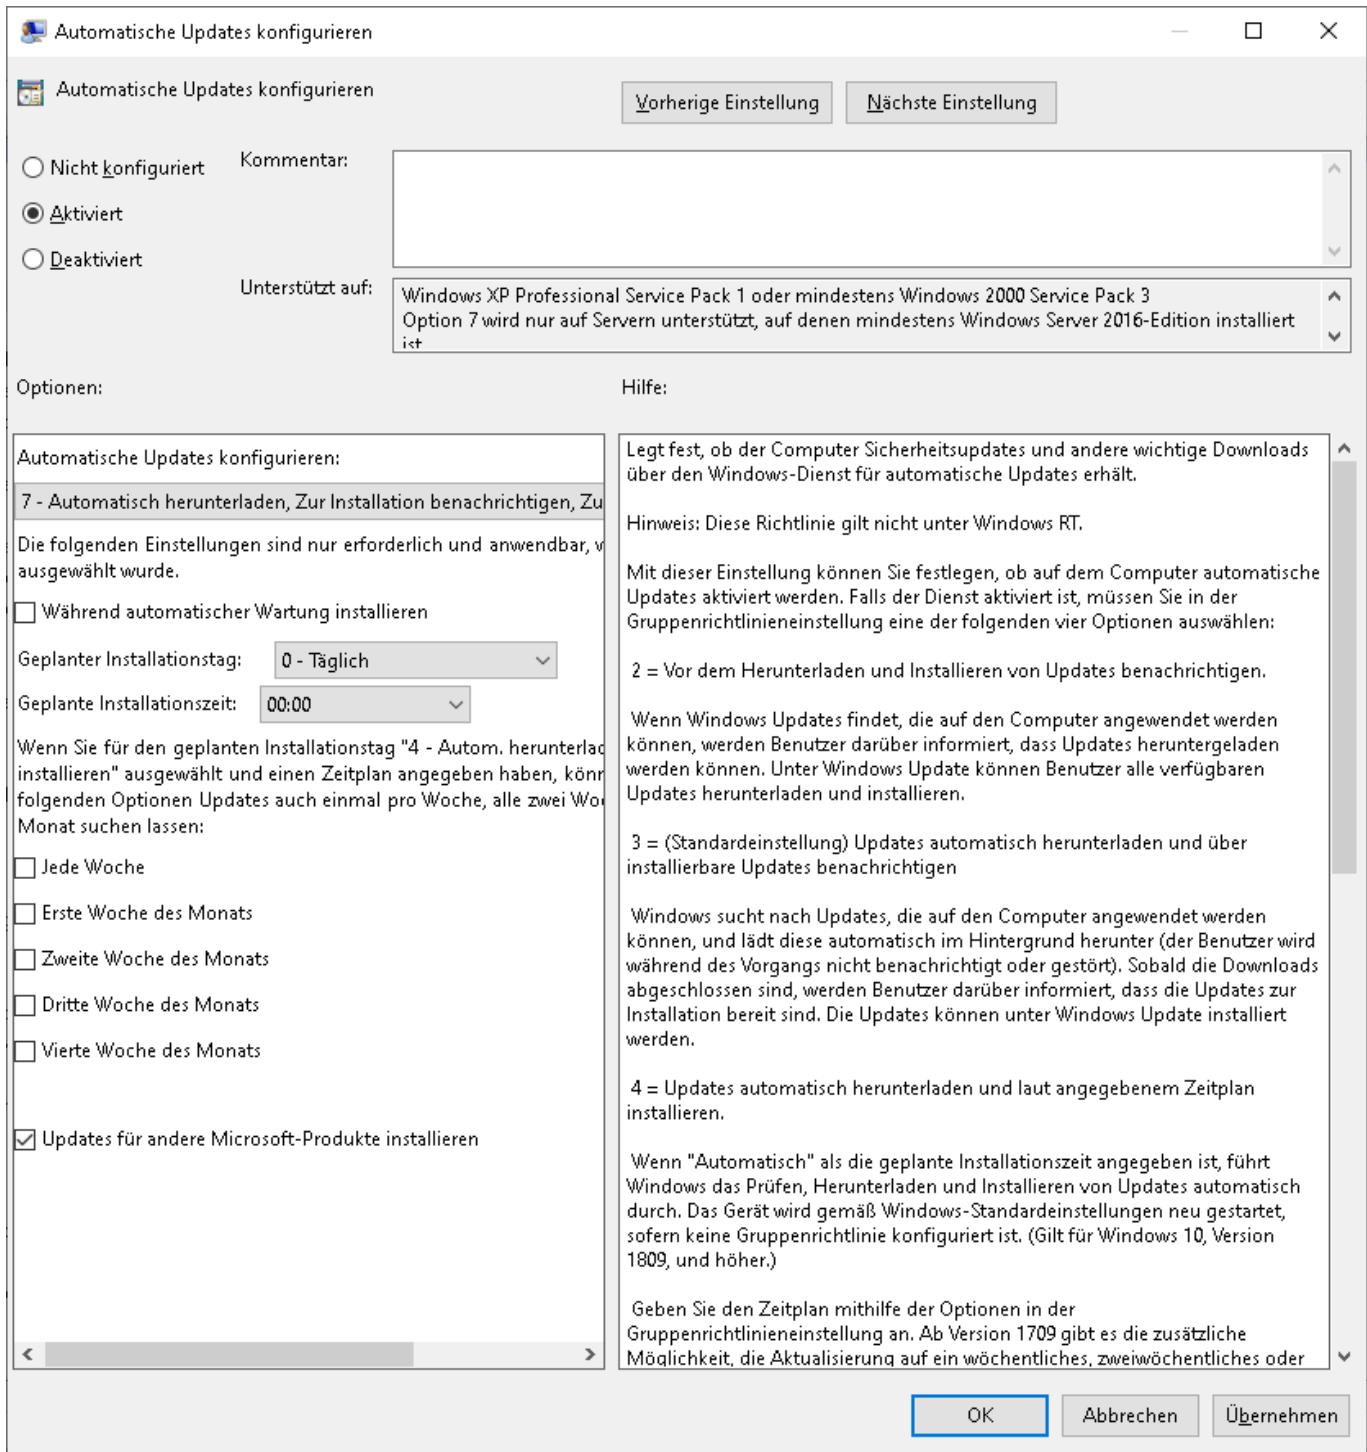 Automatische Updates konfigurieren
Automatische Updates konfigurieren
Vorherige Einstellung
Nächste Einstellung
Nicht konfiguriert
Aktiviert
Deaktiviert
Kommentar:
Unterstützt auf:
Windows XP Professional Service Pack 1 oder mindestens Windows 2000 Service Pack 3
Option 7 wird nur auf Servern unterstützt, auf denen mindestens Windows Server 2016-Edition installiert
ist
Optionen:
Hilfe:
Automatische Updates konfigurieren:
7 - Automatisch herunterladen, Zur Installation benachrichtigen, Zu
Die folgenden Einstellungen sind nur erforderlich und anwendbar, w
ausgewählt wurde.
Während automatischer Wartung installieren
Geplanter Installationstag:
0 - Täglich
Geplante Installationszeit:
00:00
Wenn Sie für den geplanten Installationstag "4 - Autom. herunterlad
installieren" ausgewählt und einen Zeitplan angegeben haben, könn
folgenden Optionen Updates auch einmal pro Woche, alle zwei Wo
Monat suchen lassen:
Jede Woche
Erste Woche des Monats
Zweite Woche des Monats
Dritte Woche des Monats
Vierte Woche des Monats
Updates für andere Microsoft-Produkte installieren
Legt fest, ob der Computer Sicherheitsupdates und andere wichtige Downloads
über den Windows-Dienst für automatische Updates erhält.
Hinweis: Diese Richtlinie gilt nicht unter Windows RT.
Mit dieser Einstellung können Sie festlegen, ob auf dem Computer automatische
Updates aktiviert werden. Falls der Dienst aktiviert ist, müssen Sie in der
Gruppenrichtlinieneinstellung eine der folgenden vier Optionen auswählen:
2 = Vor dem Herunterladen und Installieren von Updates benachrichtigen.
Wenn Windows Updates findet, die auf den Computer angewendet werden
können, werden Benutzer darüber informiert, dass Updates heruntergeladen
werden können. Unter Windows Update können Benutzer alle verfügbaren
Updates herunterladen und installieren.
3 = (Standardeinstellung) Updates automatisch herunterladen und über
installierbare Updates benachrichtigen
Windows sucht nach Updates, die auf den Computer angewendet werden
können, und lädt diese automatisch im Hintergrund herunter (der Benutzer wird
während des Vorgangs nicht benachrichtigt oder gestört). Sobald die Downloads
abgeschlossen sind, werden Benutzer darüber informiert, dass die Updates zur
Installation bereit sind. Die Updates können unter Windows Update installiert
werden.
4 = Updates automatisch herunterladen und laut angegebenem Zeitplan
installieren.
Wenn "Automatisch" als die geplante Installationszeit angegeben ist, führt
Windows das Prüfen, Herunterladen und Installieren von Updates automatisch
durch. Das Gerät wird gemäß Windows-Standardeinstellungen neu gestartet,
sofern keine Gruppenrichtlinie konfiguriert ist. (Gilt für Windows 10, Version
1809, und höher.)
Geben Sie den Zeitplan mithilfe der Optionen in der
Gruppenrichtlinieneinstellung an. Ab Version 1709 gibt es die zusätzliche
Möglichkeit, die Aktualisierung auf ein wöchentliches, zweiwöchentliches oder
OK
Abbrechen
Übernehmen